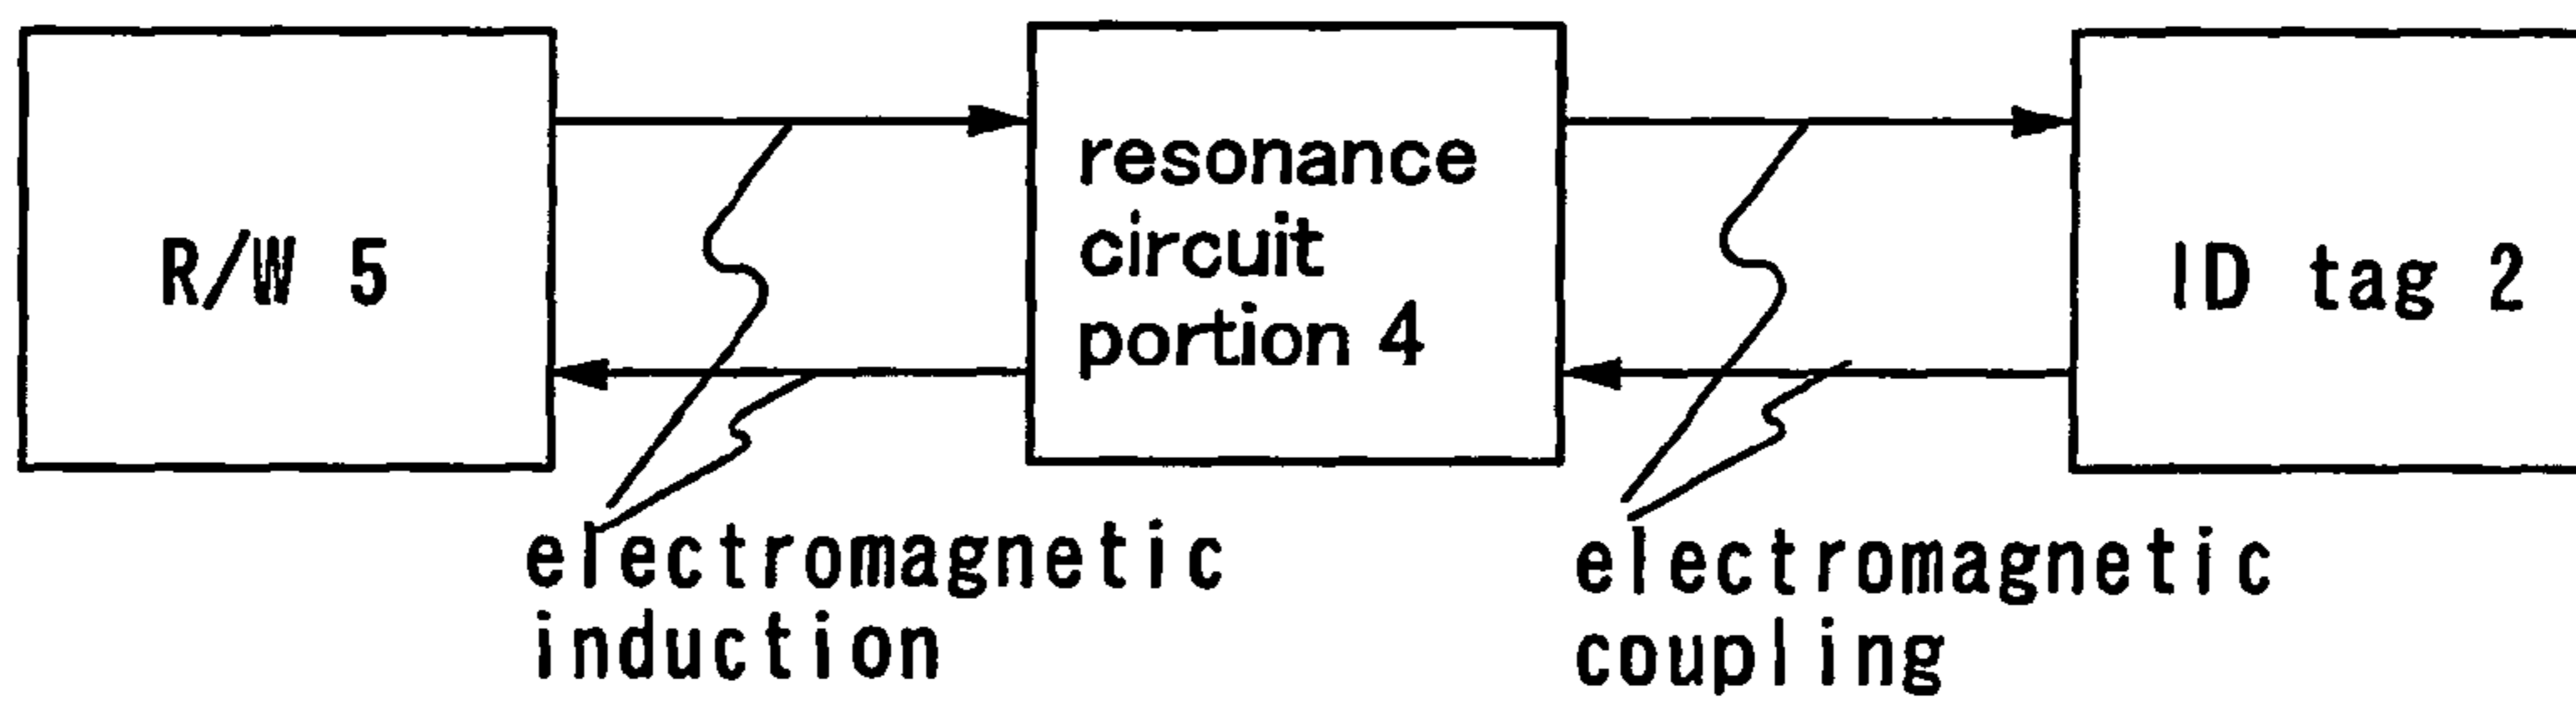 R/W 5
resonance
circuit
portion 4
ID tag 2
electromagnetic
induction
electromagnetic
coupling